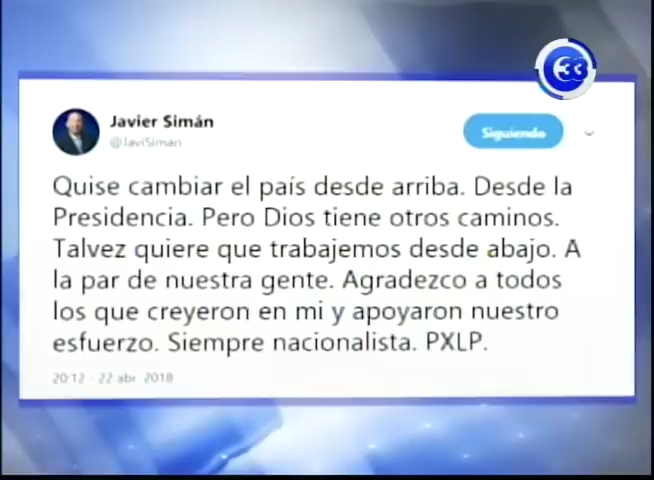 33
Javier Simán
@JaviSiman
Siguiendo
Quise cambiar el país desde arriba. Desde la
Presidencia. Pero Dios tiene otros caminos.
Talvez quiere que trabajemos desde abajo. A
la par de nuestra gente. Agradezco a todos
los que creyeron en mi y apoyaron nuestro
esfuerzo. Siempre nacionalista. PXLP.
20:12 - 22 abr. 2018